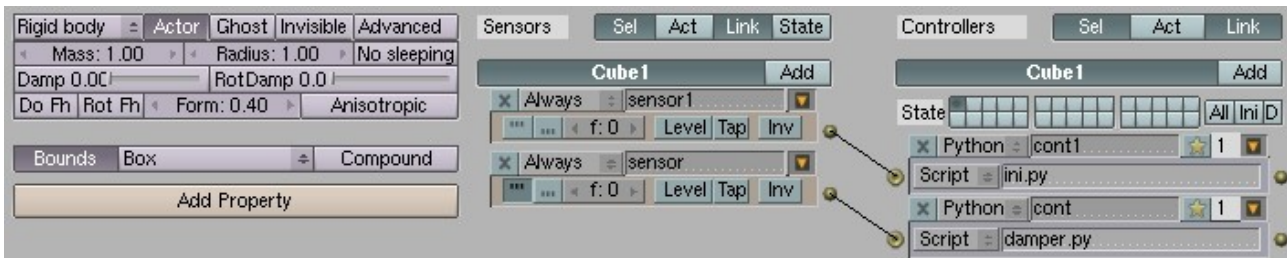 Rigid body Actor Ghost Invisible Advanced
Mass: 1.00 Radius: 1.00 No sleeping
Damp 0.00 RotDamp 0.0
Do Fh Rot Fh Form: 0.40 Anisotropic
Bounds Box Compound
Add Property
Sensors Sel Act Link State
Cube1 Add
X Always sensor1
f: 0 Level Tap Inv
X Always sensor
f: 0 Level Tap Inv
Controllers Sel Act Link
Cube1 Add
State All Ini D
X Python cont1 1
Script ini.py
X Python cont 1
Script damper.py